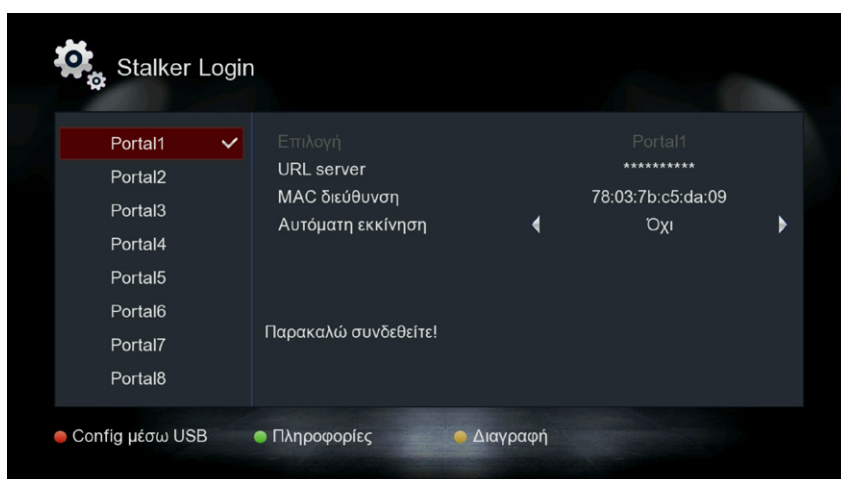 Stalker Login
Portal1
Portal2
Portal3
Portal4
Portal5
Portal6
Portal7
Portal8
Επιλογή Portal1
URL server **********
MAC διεύθυνση 78:03:7b:c5:da:09
Αυτόματη εκκίνηση Όχι
Παρακαλώ συνδεθείτε!
Config μέσω USB Πληροφορίες Διαγραφή